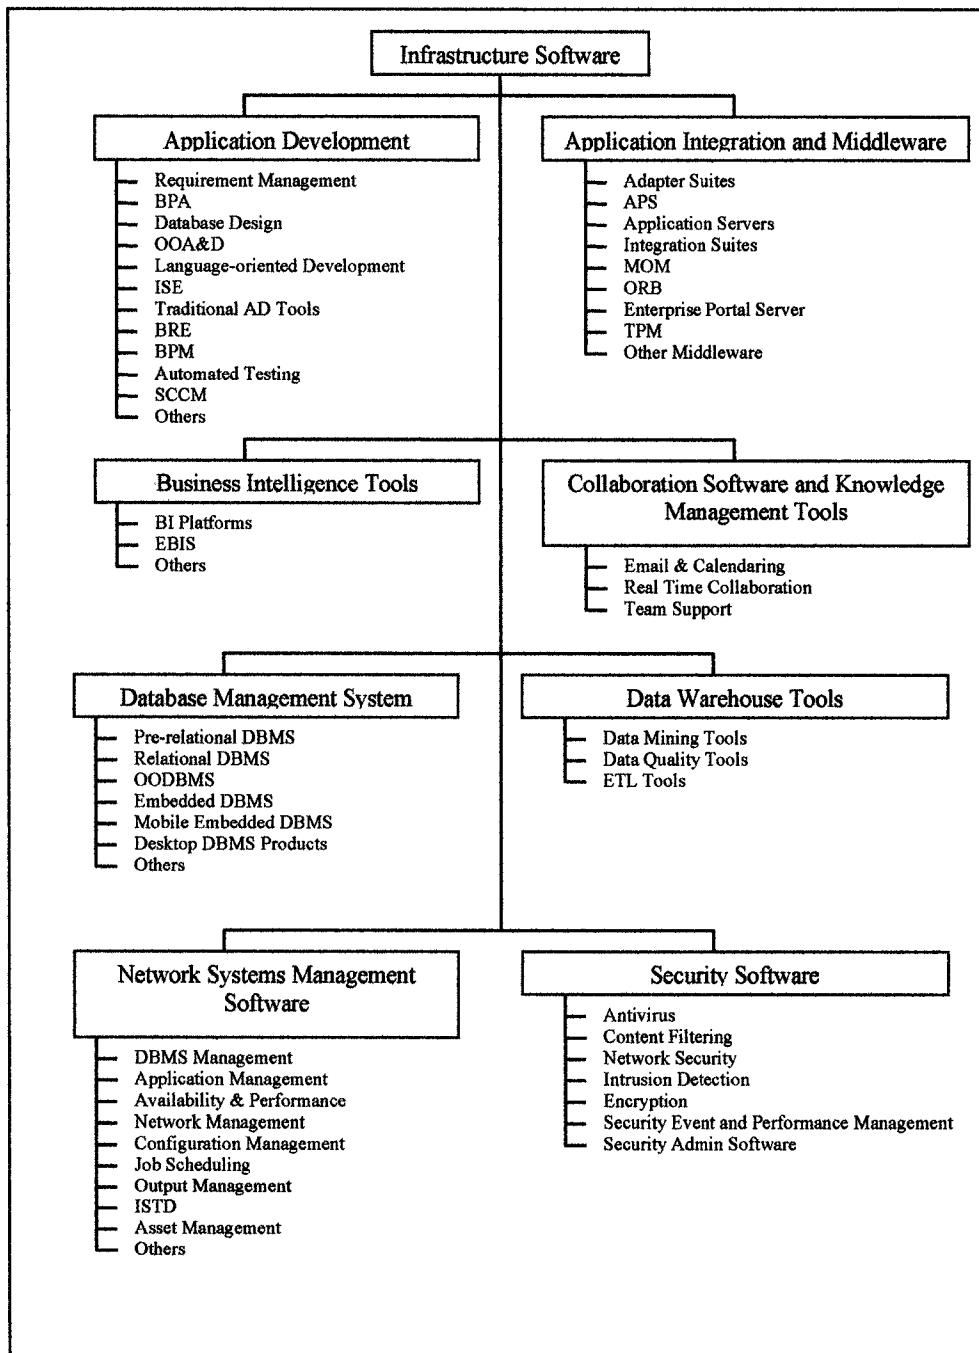 Infrastructure Software
Application Development
Requirement Management
BPA
Database Design
OOA&D
Language-oriented Development
ISE
Traditional AD Tools
BRE
BPM
Automated Testing
SCCM
Others
Application Integration and Middleware
Adapter Suites
APS
Application Servers
Integration Suites
MOM
ORB
Enterprise Portal Server
TPM
Other Middleware
Business Intelligence Tools
BI Platforms
EBIS
Others
Collaboration Software and Knowledge
Management Tools
Email & Calendaring
Real Time Collaboration
Team Support
Database Management System
Pre-relational DBMS
Relational DBMS
OODBMS
Embedded DBMS
Mobile Embedded DBMS
Desktop DBMS Products
Others
Data Warehouse Tools
Data Mining Tools
Data Quality Tools
ETL Tools
Network Systems Management
Software
DBMS Management
Application Management
Availability & Performance
Network Management
Configuration Management
Job Scheduling
Output Management
ISTD
Asset Management
Others
Security Software
Antivirus
Content Filtering
Network Security
Intrusion Detection
Encryption
Security Event and Performance Management
Security Admin Software